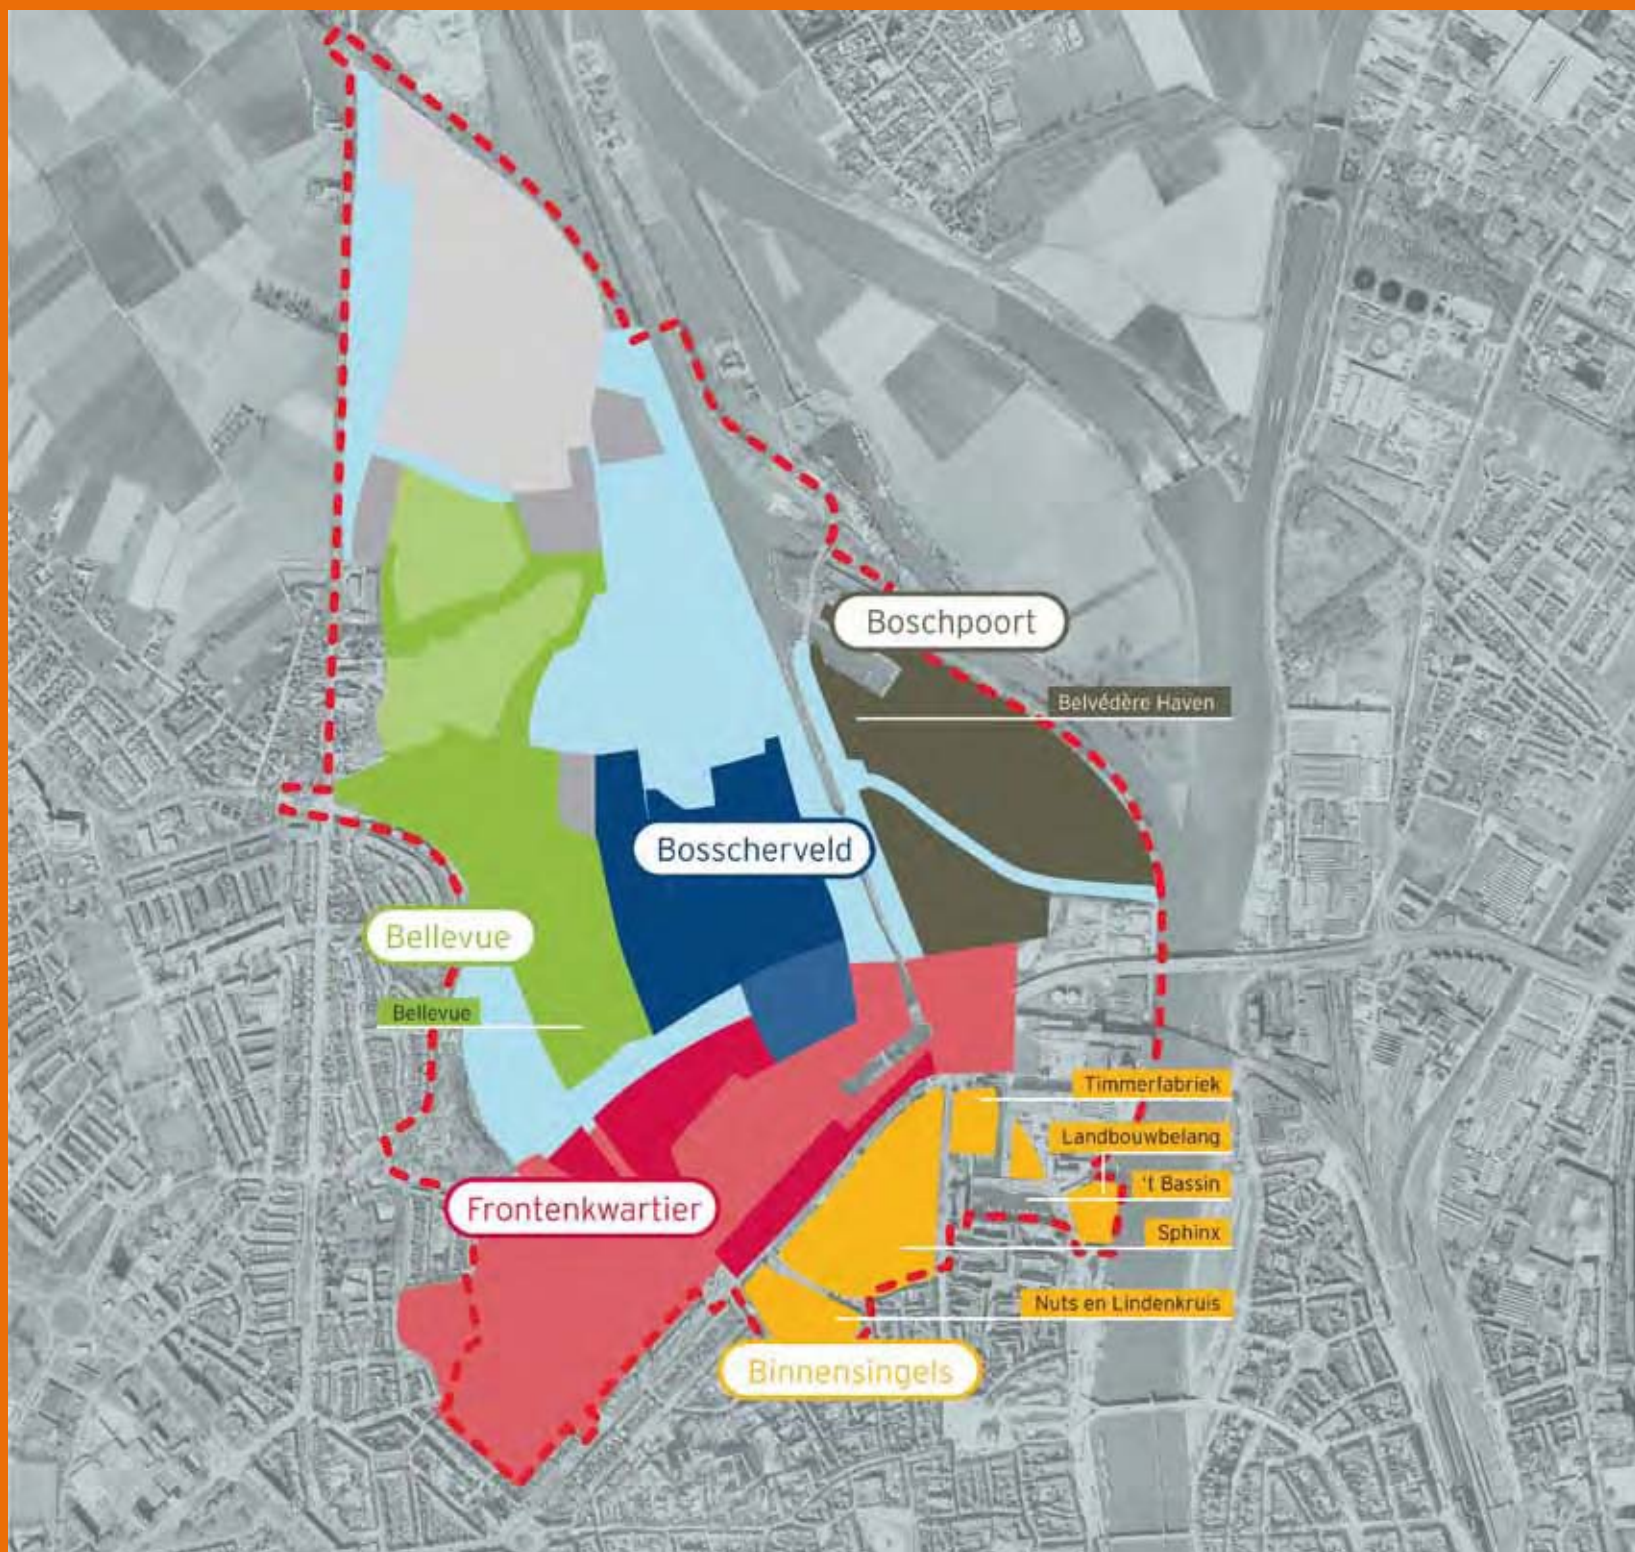 Boschpoort
Belvédère Haven
Bosscherveld
Bellevue
Bellevue
Timmerfabriek
Landbouwbelang
't Bassin
Frontenkwartier
Sphinx
Nuts en Lindenkruis
Binnensingels